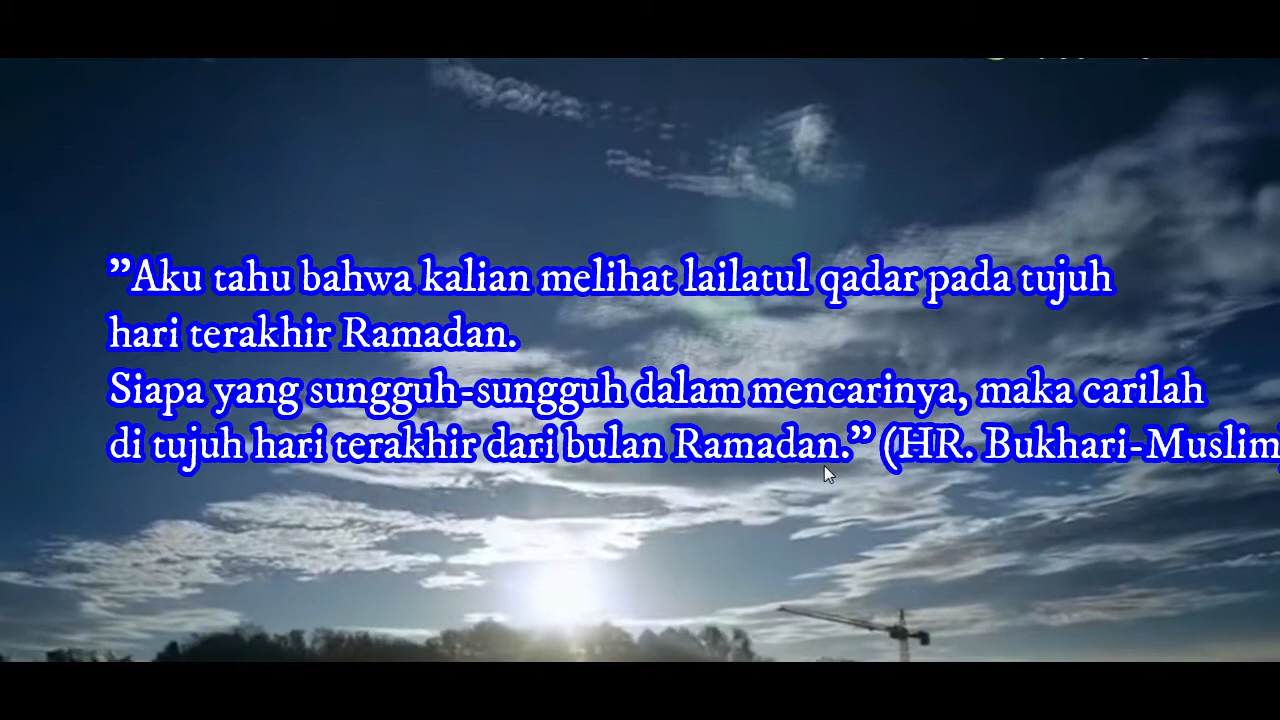 ”Aku tahu bahwa kalian melihat lailatul qadar pada tujuh
hari terakhir Ramadan.
Siapa yang sungguh-sungguh dalam mencarinya, maka carilah
di tujuh hari terakhir dari bulan Ramadan.” (HR. Bukhari-Muslim)